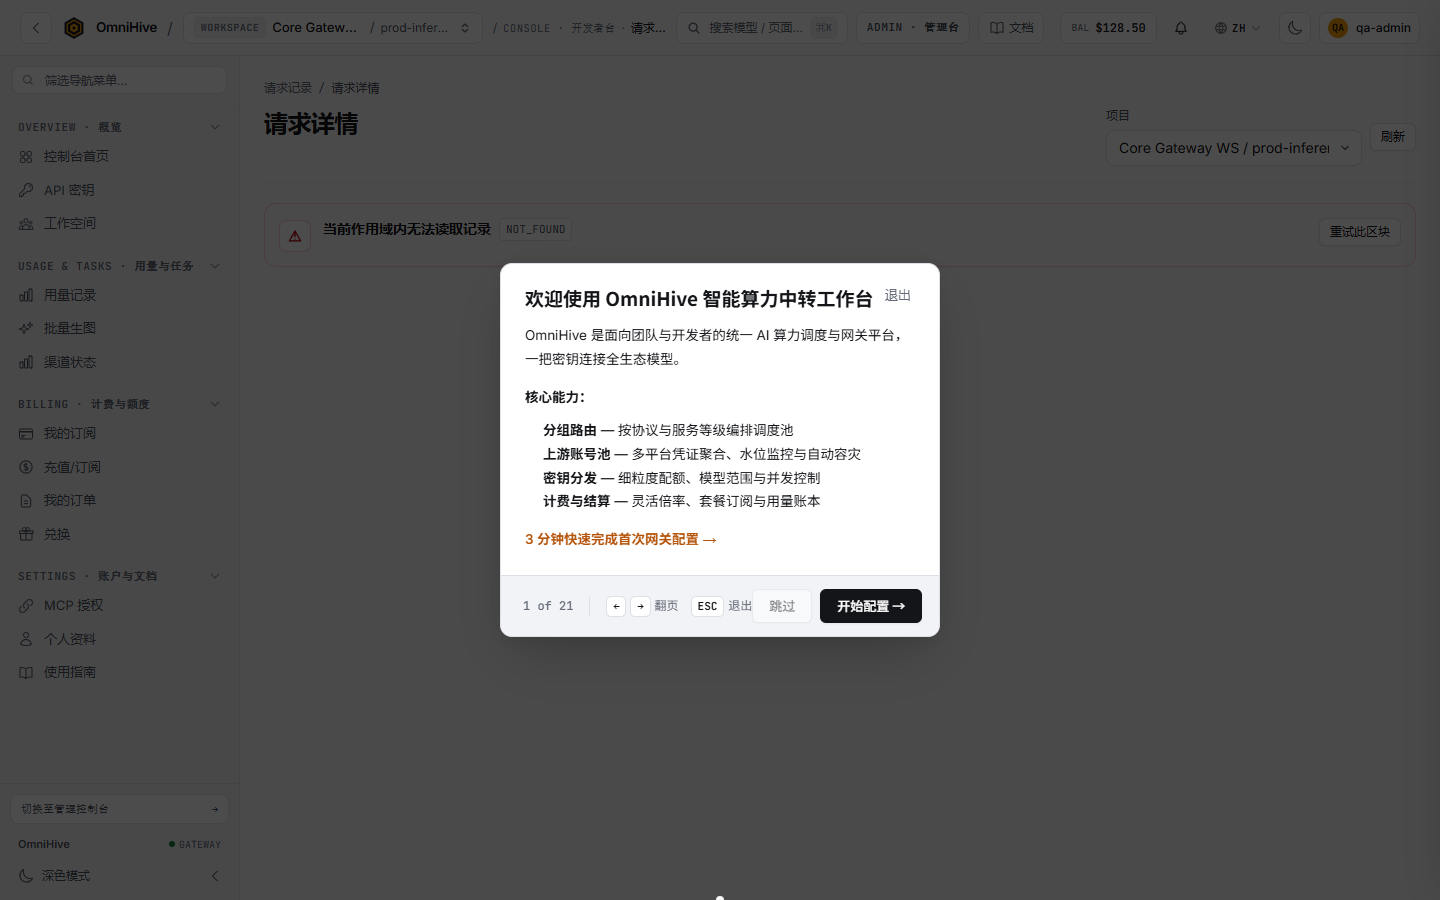 OmniHive / WORKSPACE Core Gatew... / prod-infer... / CONSOLE · 开发者台 · 请求... 搜索模型 / 页面... ⌘K ADMIN · 管理台 文档 BAL $128.50 ZH QA qa-admin
筛选导航菜单...
OVERVIEW · 概览
控制台首页
API 密钥
工作空间
USAGE & TASKS · 用量与任务
用量记录
批量生图
渠道状态
BILLING · 计费与额度
我的订阅
充值/订阅
我的订单
兑换
SETTINGS · 账户与文档
MCP 授权
个人资料
使用指南
切换至管理控制台 →
OmniHive GATEWAY
深色模式
请求记录 / 请求详情
请求详情
项目
Core Gateway WS / prod-inferen
刷新
当前作用域内无法读取记录 NOT_FOUND
重试此区块
欢迎使用 OmniHive 智能算力中转工作台 退出
OmniHive 是面向团队与开发者的统一 AI 算力调度与网关平台，
一把密钥连接全生态模型。
核心能力：
分组路由 — 按协议与服务等级编排调度池
上游账号池 — 多平台凭证聚合、水位监控与自动容灾
密钥分发 — 细粒度配额、模型范围与并发控制
计费与结算 — 灵活倍率、套餐订阅与用量账本
3 分钟快速完成首次网关配置 →
1 of 21 ← → 翻页 ESC 退出 跳过 开始配置 →